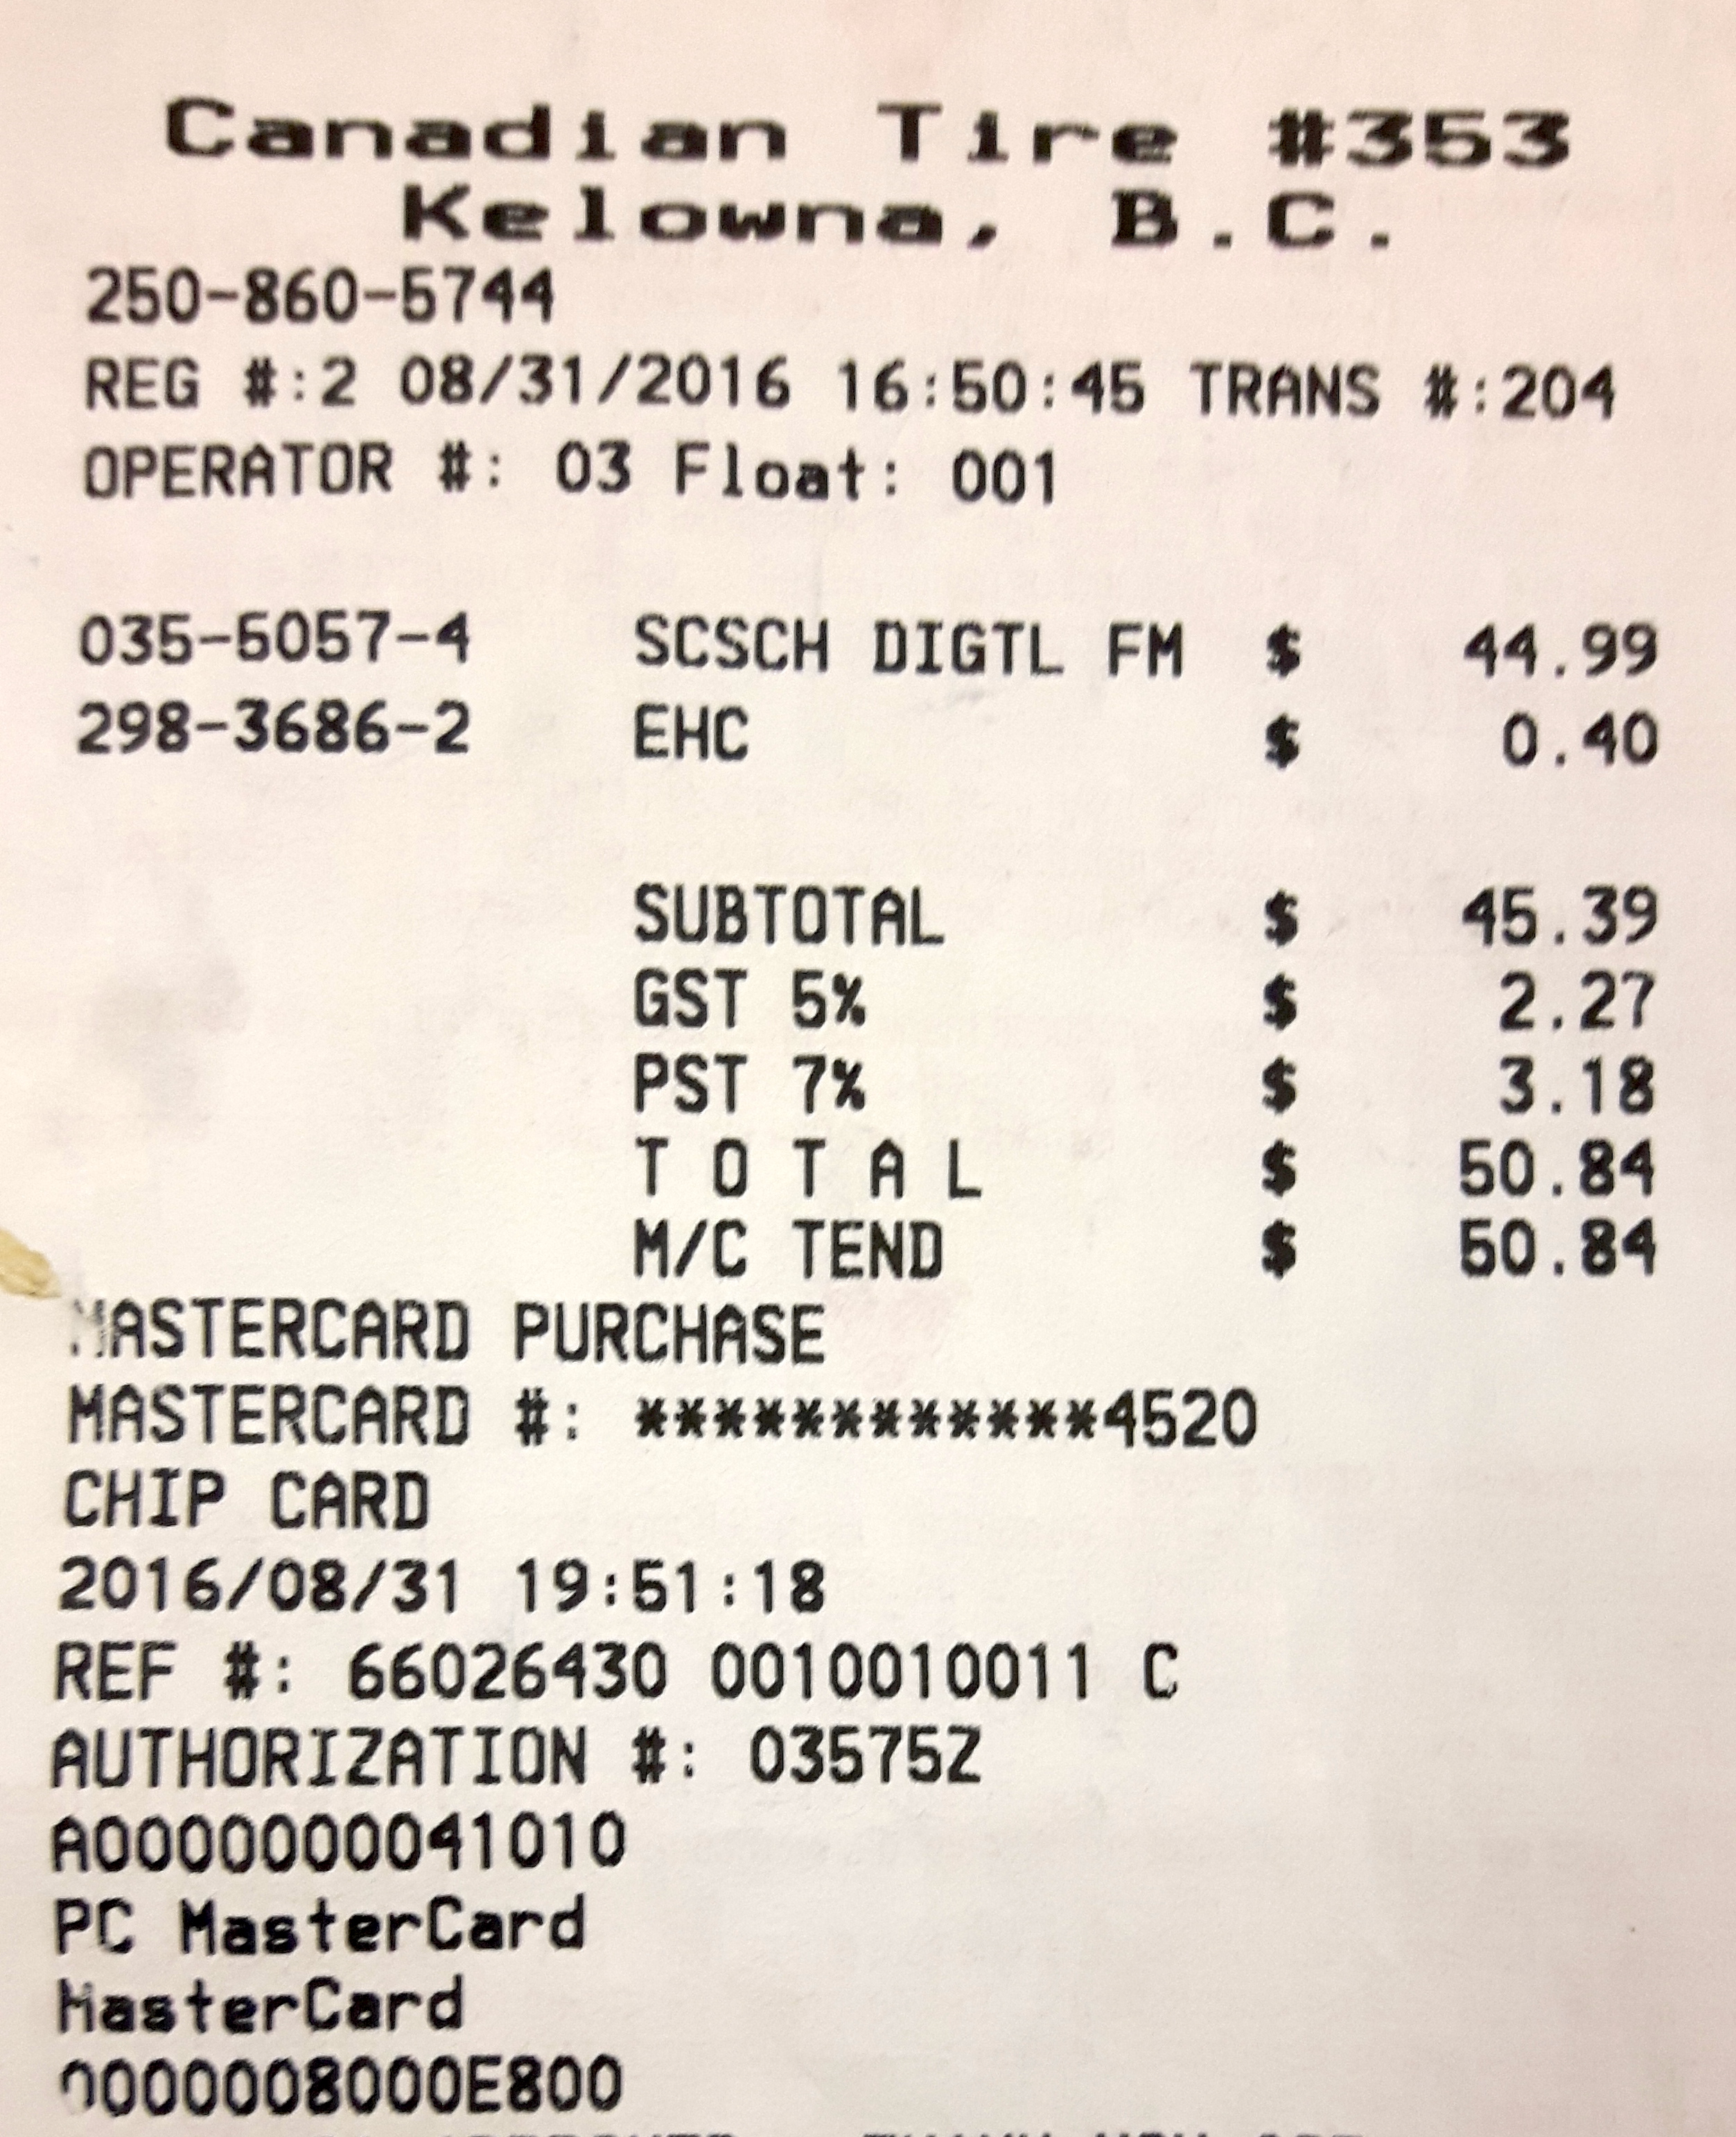 Canadian Tire #353
Kelowna, B.C.
250-860-5744
REG #:2 08/31/2016 16:50:45 TRANS #:204
OPERATOR #: 03 Float: 001
035-5057-4 SCSCH DIGTL FM $ 44.99
298-3686-2 EHC $ 0.40
SUBTOTAL $ 45.39
GST 5% $ 2.27
PST 7% $ 3.18
T O T A L $ 50.84
M/C TEND $ 50.84
MASTERCARD PURCHASE
MASTERCARD #: ************4520
CHIP CARD
2016/08/31 19:51:18
REF #: 66026430 0010010011 C
AUTHORIZATION #: 03575Z
A0000000041010
PC MasterCard
MasterCard
0000008000E800